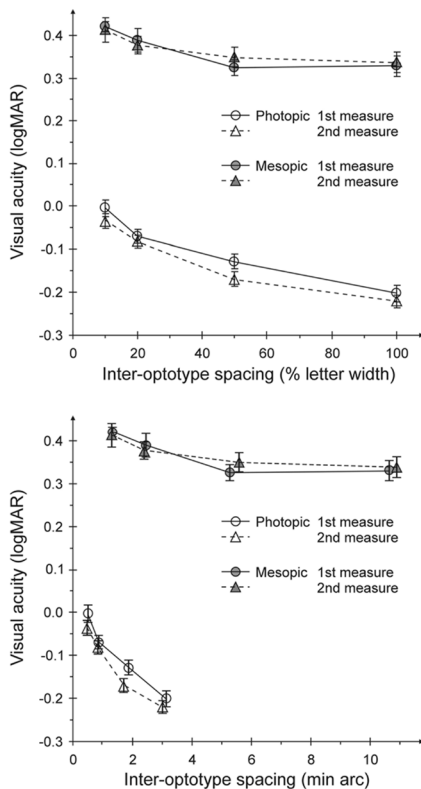 0.4
0.3
0.2
0.1
0.0
-0.1
-0.2
-0.3
Visual acuity (logMAR)
Photopic 1st measure
2nd measure
Mesopic 1st measure
2nd measure
0 20 40 60 80 100
Inter-optotype spacing (% letter width)
0.4
0.3
0.2
0.1
0.0
-0.1
-0.2
-0.3
Visual acuity (logMAR)
Photopic 1st measure
2nd measure
Mesopic 1st measure
2nd measure
0 2 4 6 8 10
Inter-optotype spacing (min arc)